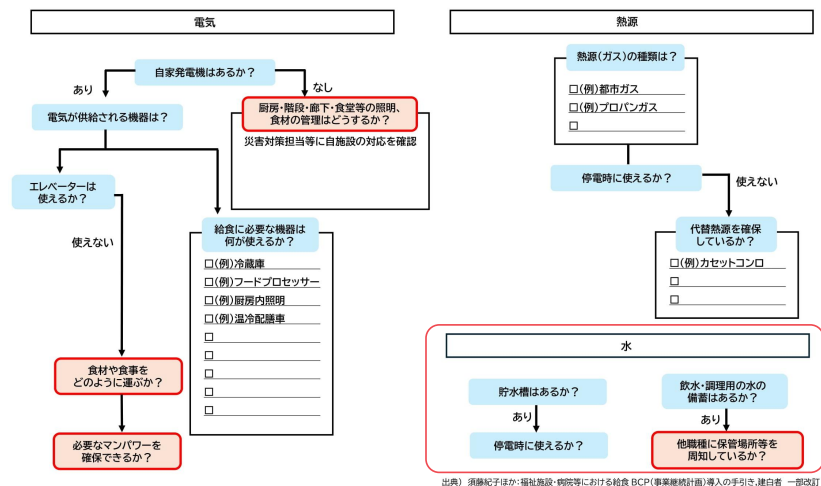 電気
自家発電機はあるか？
あり
なし
電気が供給される機器は？
厨房・階段・廊下・食堂等の照明、
食材の管理はどうするか？
災害対策担当等に自施設の対応を確認
エレベーターは
使えるか？
使えない
給食に必要な機器は
何が使えるか？
□(例)冷蔵庫
□(例)フードプロセッサー
□(例)厨房内照明
□(例)温冷配膳車
□
□
□
□
□
食材や食事を
どのように運ぶか？
必要なマンパワーを
確保できるか？
熱源
熱源(ガス)の種類は？
□(例)都市ガス
□(例)プロパンガス
□
停電時に使えるか？
使えない
代替熱源を確保
しているか？
□(例)カセットコンロ
□
□
水
貯水槽はあるか？
あり
停電時に使えるか？
飲水・調理用の水の
備蓄はあるか？
あり
他職種に保管場所等を
周知しているか？
出典） 須藤紀子ほか：福祉施設・病院等における給食 BCP（事業継続計画）導入の手引き,建白者 一部改訂